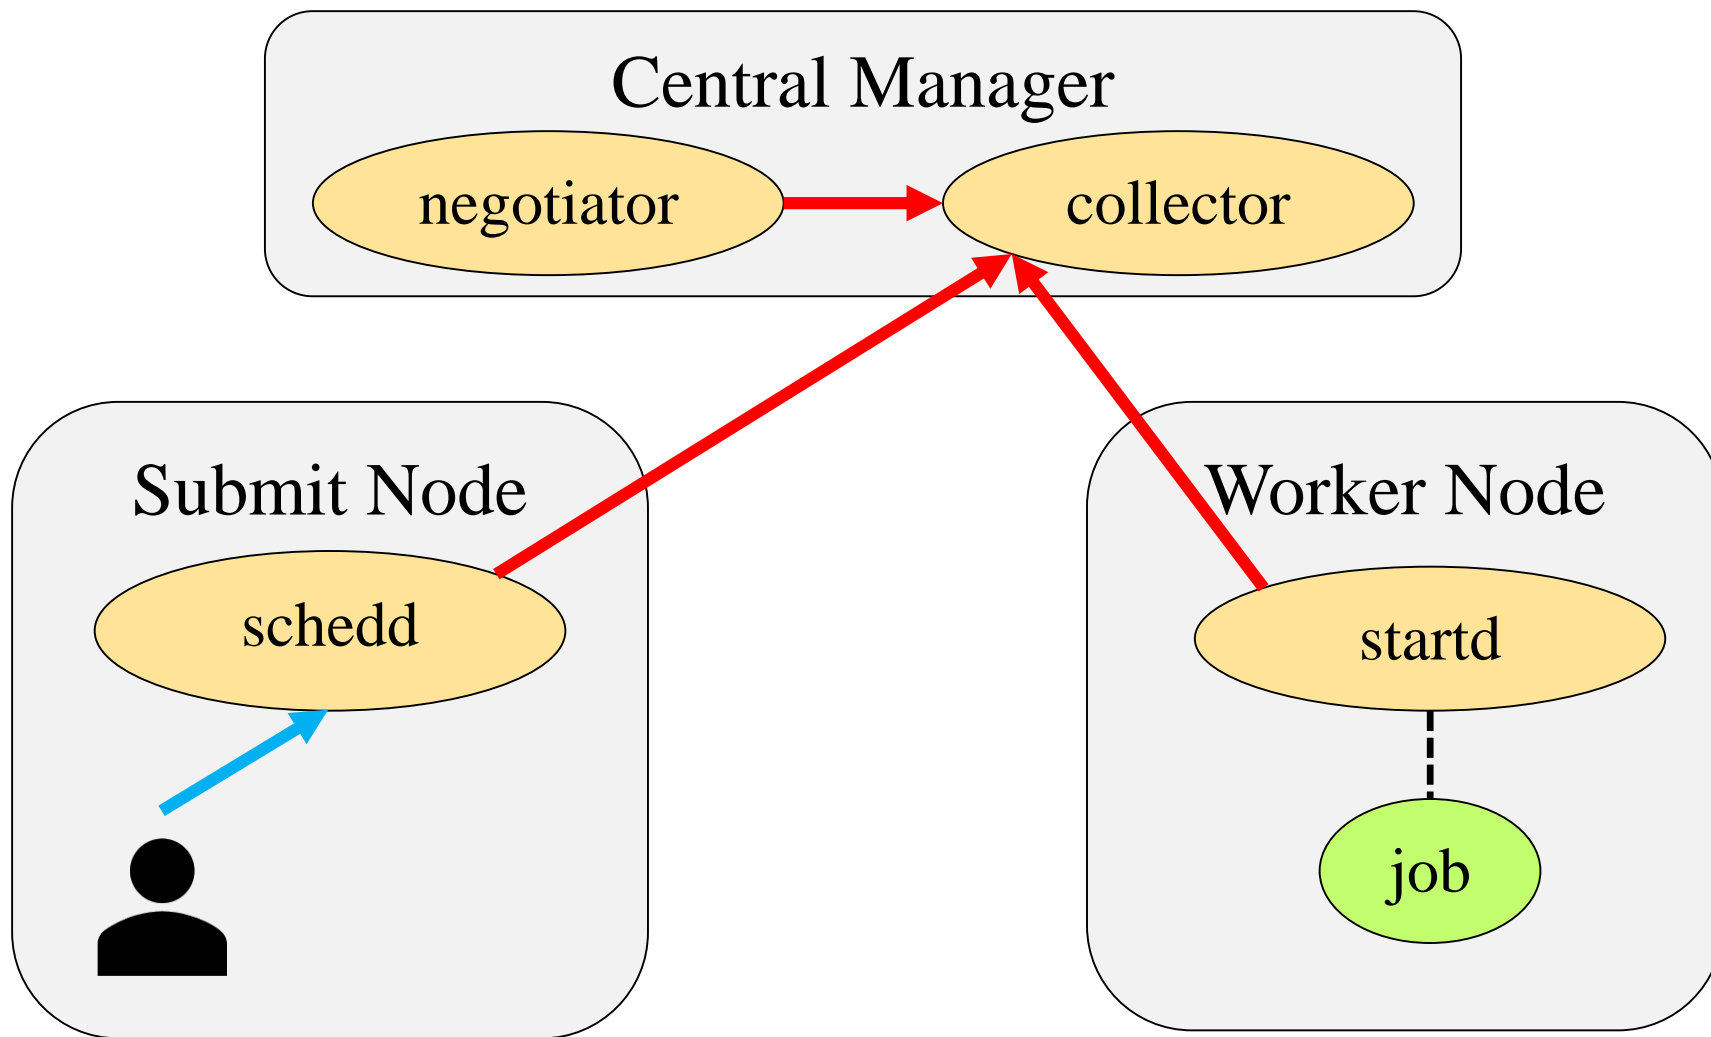 Central Manager
negotiator
collector
Submit Node
schedd
Worker Node
startd
job